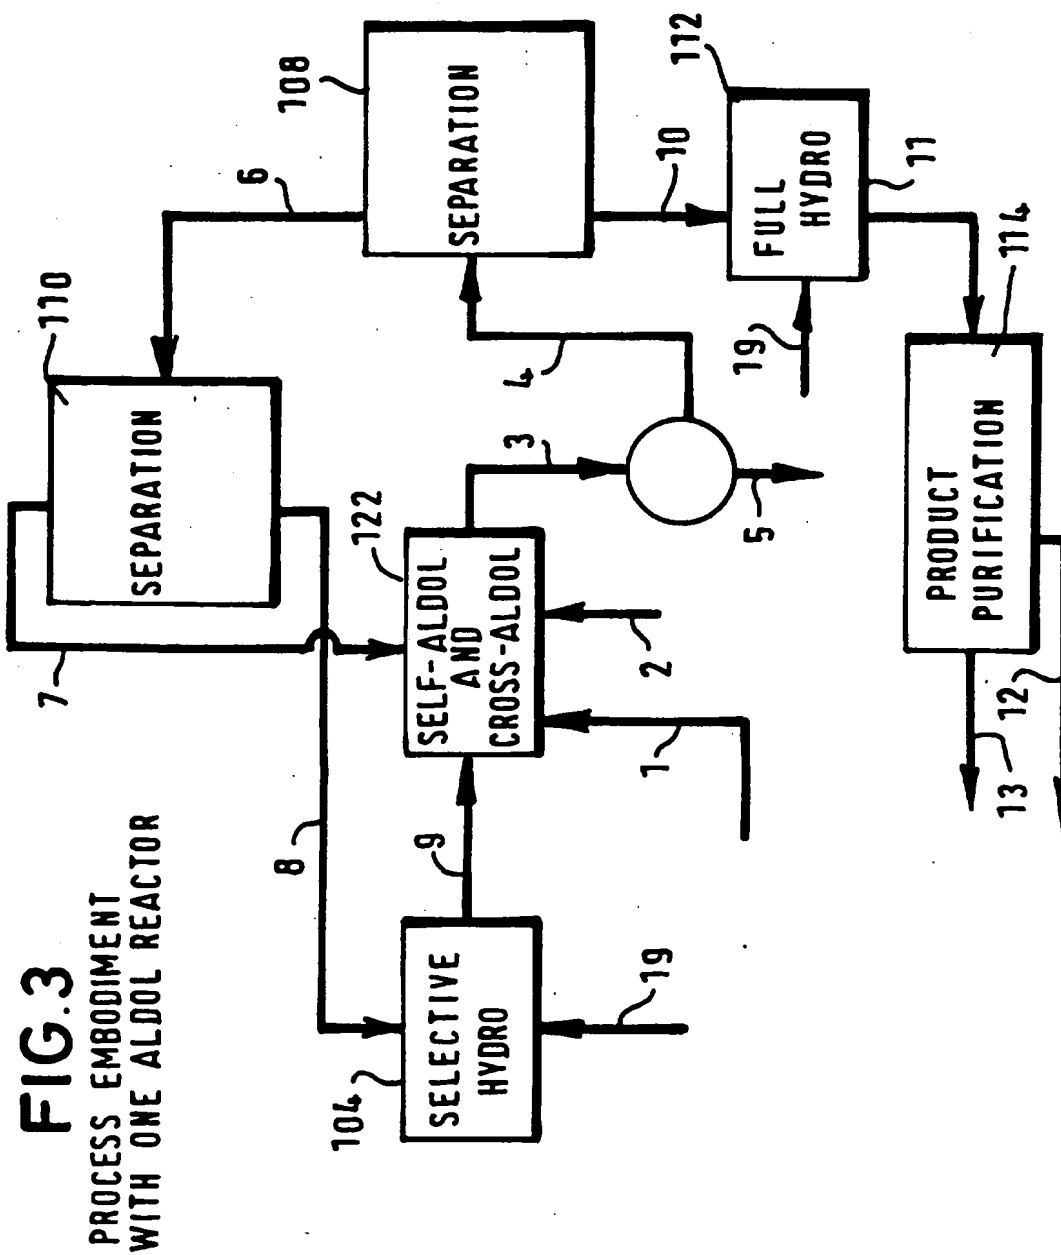 FIG.3
PROCESS EMBODIMENT
WITH ONE ALDOL REACTOR
7
110
SEPARATION
6
108
SEPARATION
8
122
SELF-ALDOL
AND
CROSS-ALDOL
3
4
10
112
FULL
HYDRO
19
11
104
SELECTIVE
HYDRO
9
19
1
2
5
114
PRODUCT
PURIFICATION
13
12